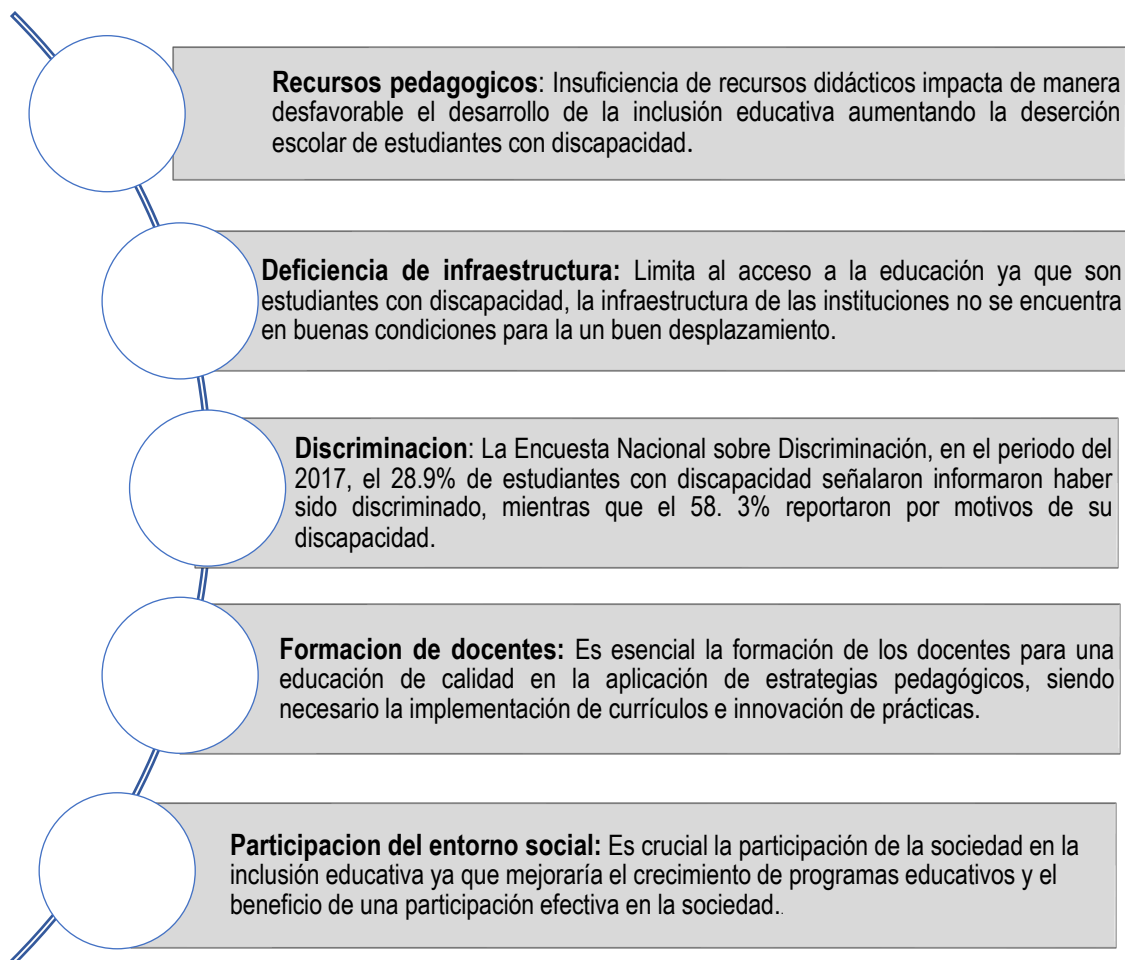 Recursos pedagogicos: Insuficiencia de recursos didácticos impacta de manera
desfavorable el desarrollo de la inclusión educativa aumentando la deserción
escolar de estudiantes con discapacidad.
Deficiencia de infraestructura: Limita al acceso a la educación ya que son
estudiantes con discapacidad, la infraestructura de las instituciones no se encuentra
en buenas condiciones para la un buen desplazamiento.
Discriminacion: La Encuesta Nacional sobre Discriminación, en el periodo del
2017, el 28.9% de estudiantes con discapacidad señalaron informaron haber
sido discriminado, mientras que el 58. 3% reportaron por motivos de su
discapacidad.
Formacion de docentes: Es esencial la formación de los docentes para una
educación de calidad en la aplicación de estrategias pedagógicos, siendo
necesario la implementación de currículos e innovación de prácticas.
Participacion del entorno social: Es crucial la participación de la sociedad en la
inclusión educativa ya que mejoraría el crecimiento de programas educativos y el
beneficio de una participación efectiva en la sociedad..